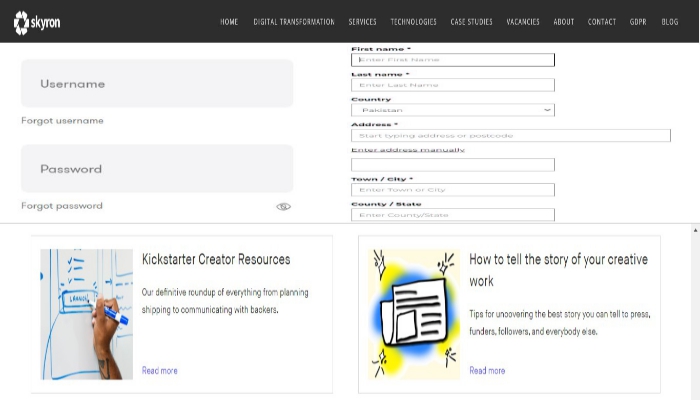 skyron
HOME DIGITAL TRANSFORMATION SERVICES TECHNOLOGIES CASE STUDIES VACANCIES ABOUT CONTACT GDPR BLOG
Username
Forgot username
Password
Forgot password
First name *
Enter First Name
Last name *
Enter Last Name
Country
Pakistan
Address *
Start typing address or postcode
Enter address manually
Town / City *
Enter Town or City
County / State
Enter County/State
Kickstarter Creator Resources
Our definitive roundup of everything from planning
shipping to communicating with backers.
Read more
How to tell the story of your creative
work
Tips for uncovering the best story you can tell to press,
funders, followers, and everybody else.
Read more